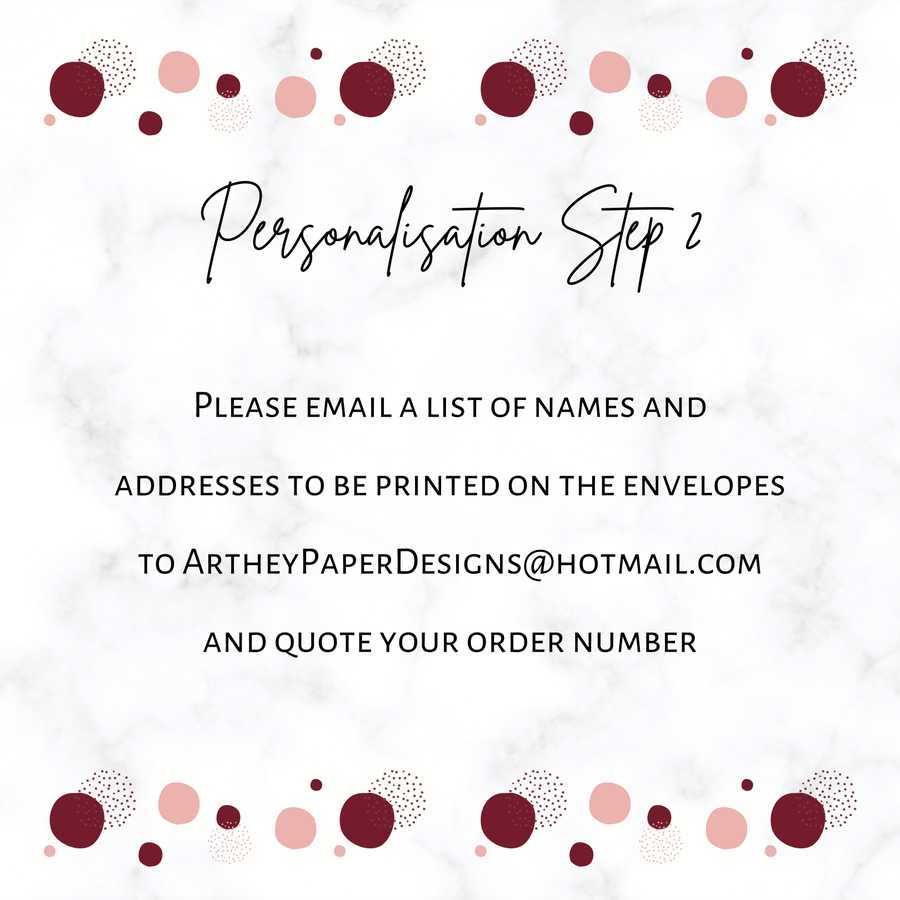 Personalisation Step 2
Please email a list of names and
addresses to be printed on the envelopes
to ArtheyPaperDesigns@hotmail.com
and quote your order number